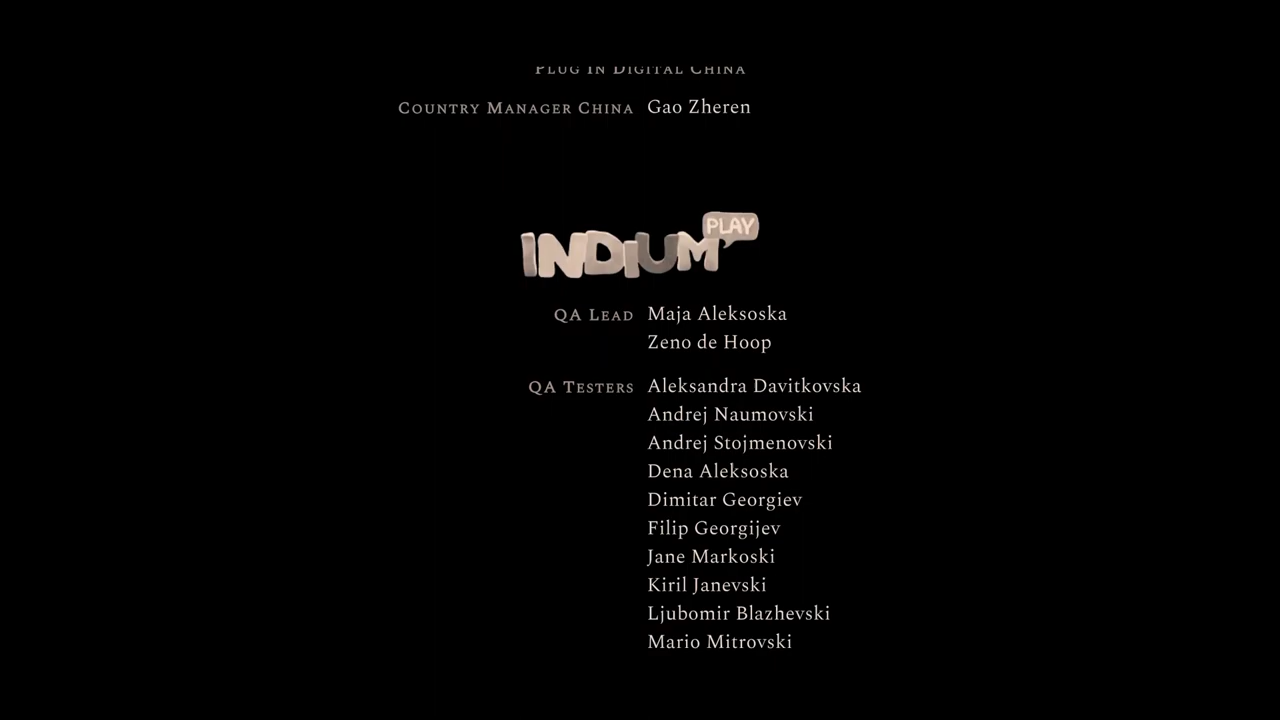 Plug In Digital China
Country Manager China Gao Zheren
INDIUM PLAY
QA Lead Maja Aleksoska
Zeno de Hoop
QA Testers Aleksandra Davitkovska
Andrej Naumovski
Andrej Stojmenovski
Dena Aleksoska
Dimitar Georgiev
Filip Georgijev
Jane Markoski
Kiril Janevski
Ljubomir Blazhevski
Mario Mitrovski